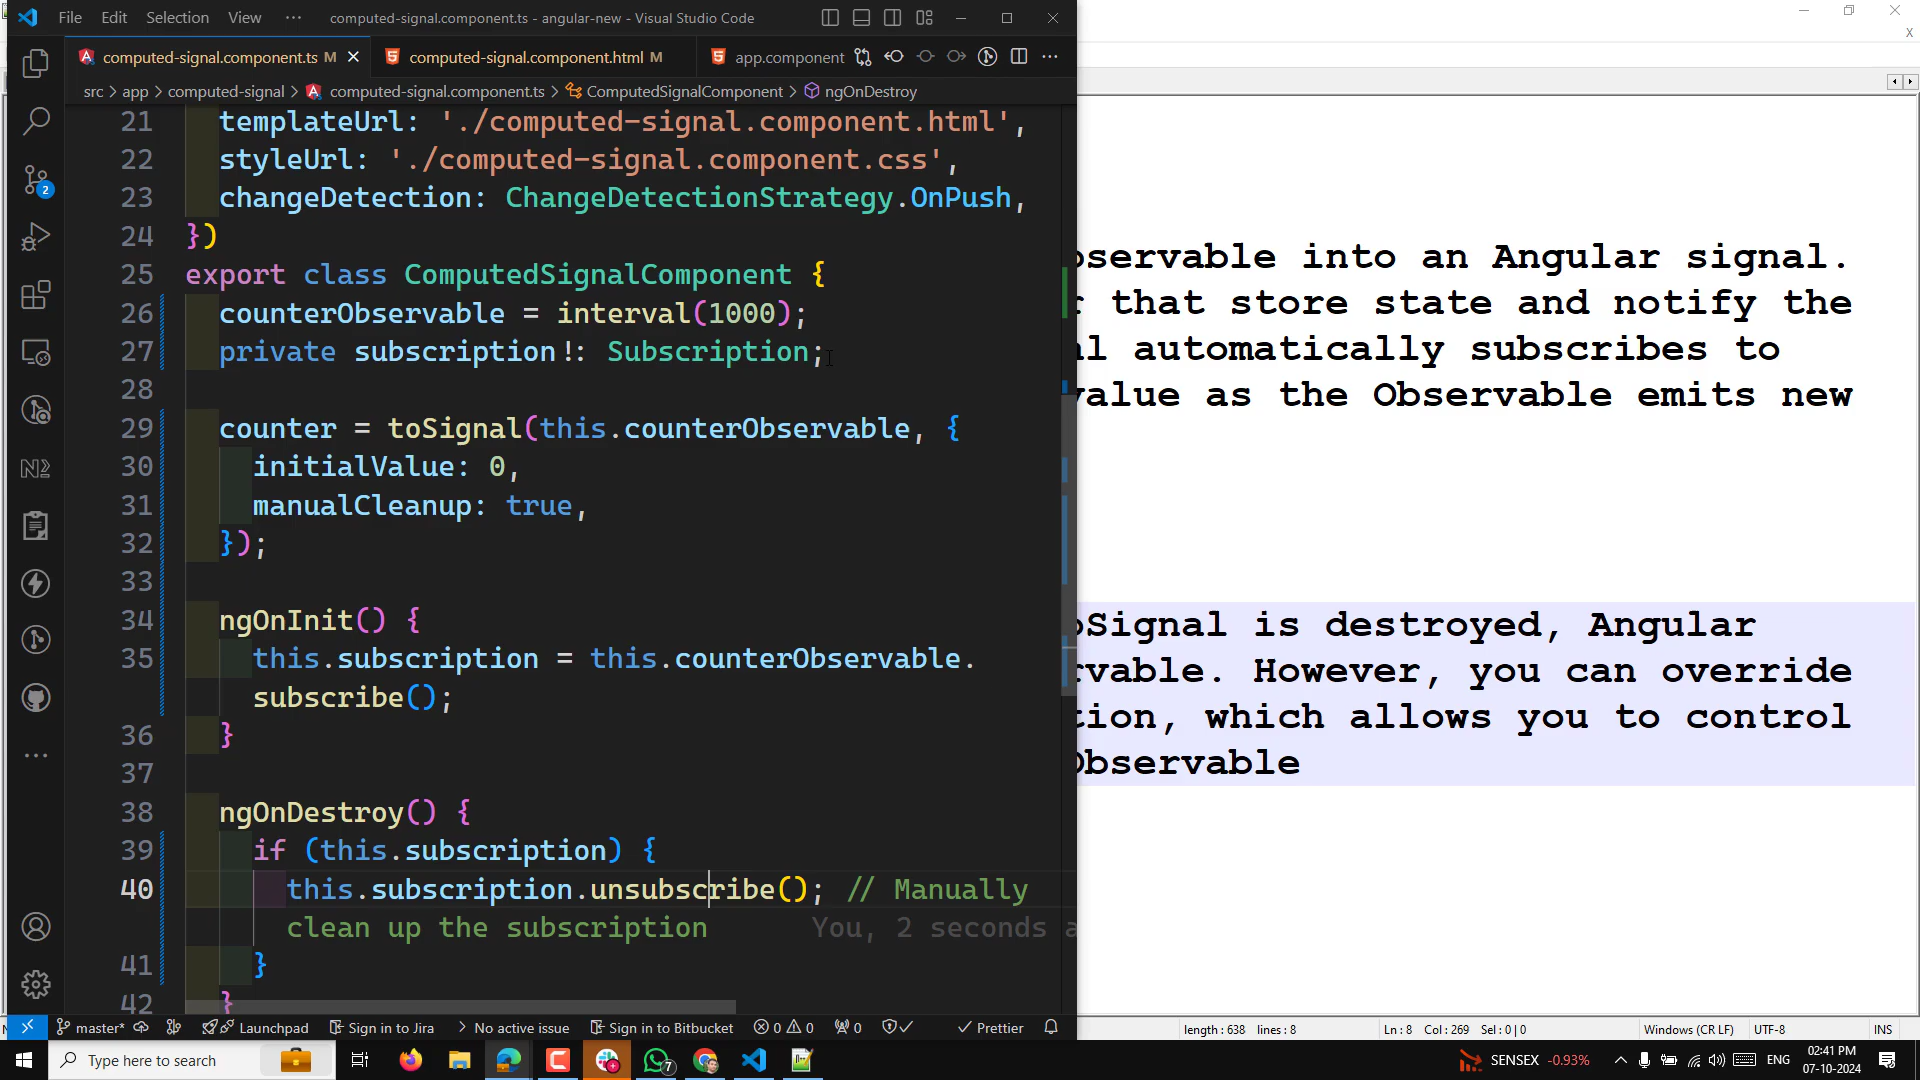 File Edit Selection View ··· computed-signal.component.ts - angular-new - Visual Studio Code
computed-signal.component.ts M computed-signal.component.html M app.component
src > app > computed-signal > computed-signal.component.ts > ComputedSignalComponent > ngOnDestroy
21 templateUrl: './computed-signal.component.html',
22 styleUrl: './computed-signal.component.css',
23 changeDetection: ChangeDetectionStrategy.OnPush,
24 })
25 export class ComputedSignalComponent {
26 counterObservable = interval(1000);
27 private subscription!: Subscription;
28
29 counter = toSignal(this.counterObservable, {
30 initialValue: 0,
31 manualCleanup: true,
32 });
33
34 ngOnInit() {
35 this.subscription = this.counterObservable.
subscribe();
36 }
37
38 ngOnDestroy() {
39 if (this.subscription) {
40 this.subscription.unsubscribe(); // Manually
clean up the subscription You, 2 seconds a
41 }
42 }
2
bservable into an Angular signal.
r that store state and notify the
al automatically subscribes to
value as the Observable emits new
oSignal is destroyed, Angular
rvable. However, you can override
tion, which allows you to control
Observable
X
master* Launchpad Sign in to Jira No active issue Sign in to Bitbucket 0 0 0 Prettier
length : 638 lines : 8 Ln : 8 Col : 269 Sel : 0 | 0 Windows (CR LF) UTF-8 INS
Type here to search 7 SENSEX -0.93% ENG 02:41 PM
07-10-2024